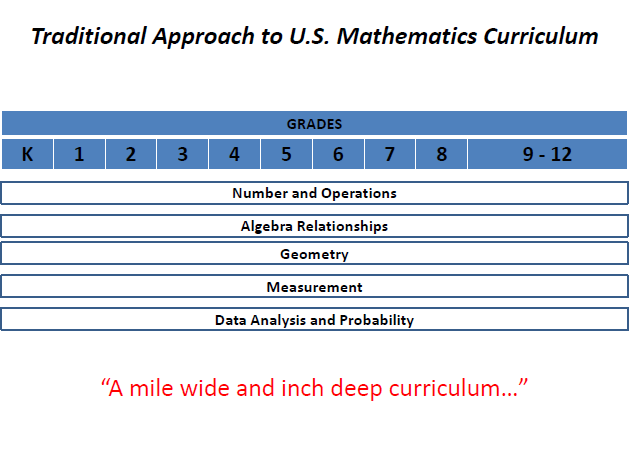 Traditional Approach to U.S. Mathematics Curriculum
GRADES
K 1 2 3 4 5 6 7 8 9 - 12
Number and Operations
Algebra Relationships
Geometry
Measurement
Data Analysis and Probability
“A mile wide and inch deep curriculum…”